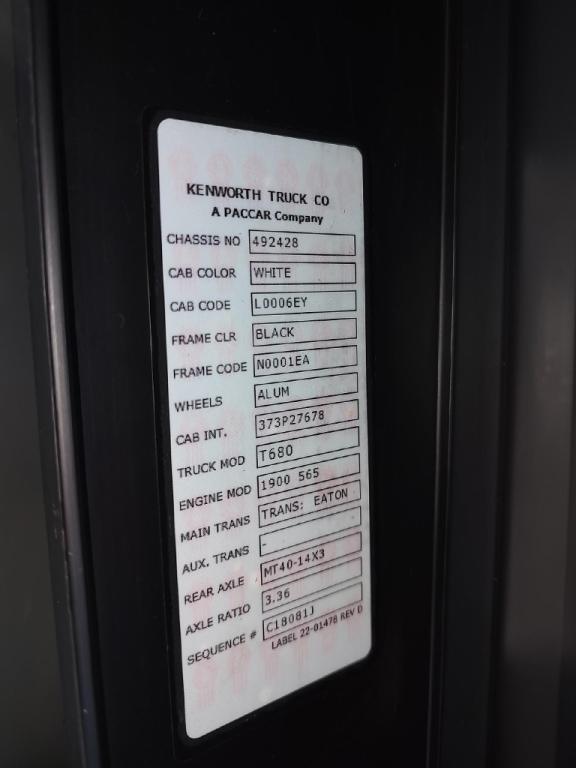 KENWORTH TRUCK CO
A PACCAR Company
CHASSIS NO 492428
CAB COLOR WHITE
CAB CODE L0006EY
FRAME CLR BLACK
FRAME CODE N0001EA
WHEELS ALUM
CAB INT. 373P27678
TRUCK MOD T680
ENGINE MOD 1900 565
MAIN TRANS TRANS: EATON
AUX. TRANS -
REAR AXLE MT40-14X3
AXLE RATIO 3.36
SEQUENCE # C18081J
LABEL 22-01478 REV D